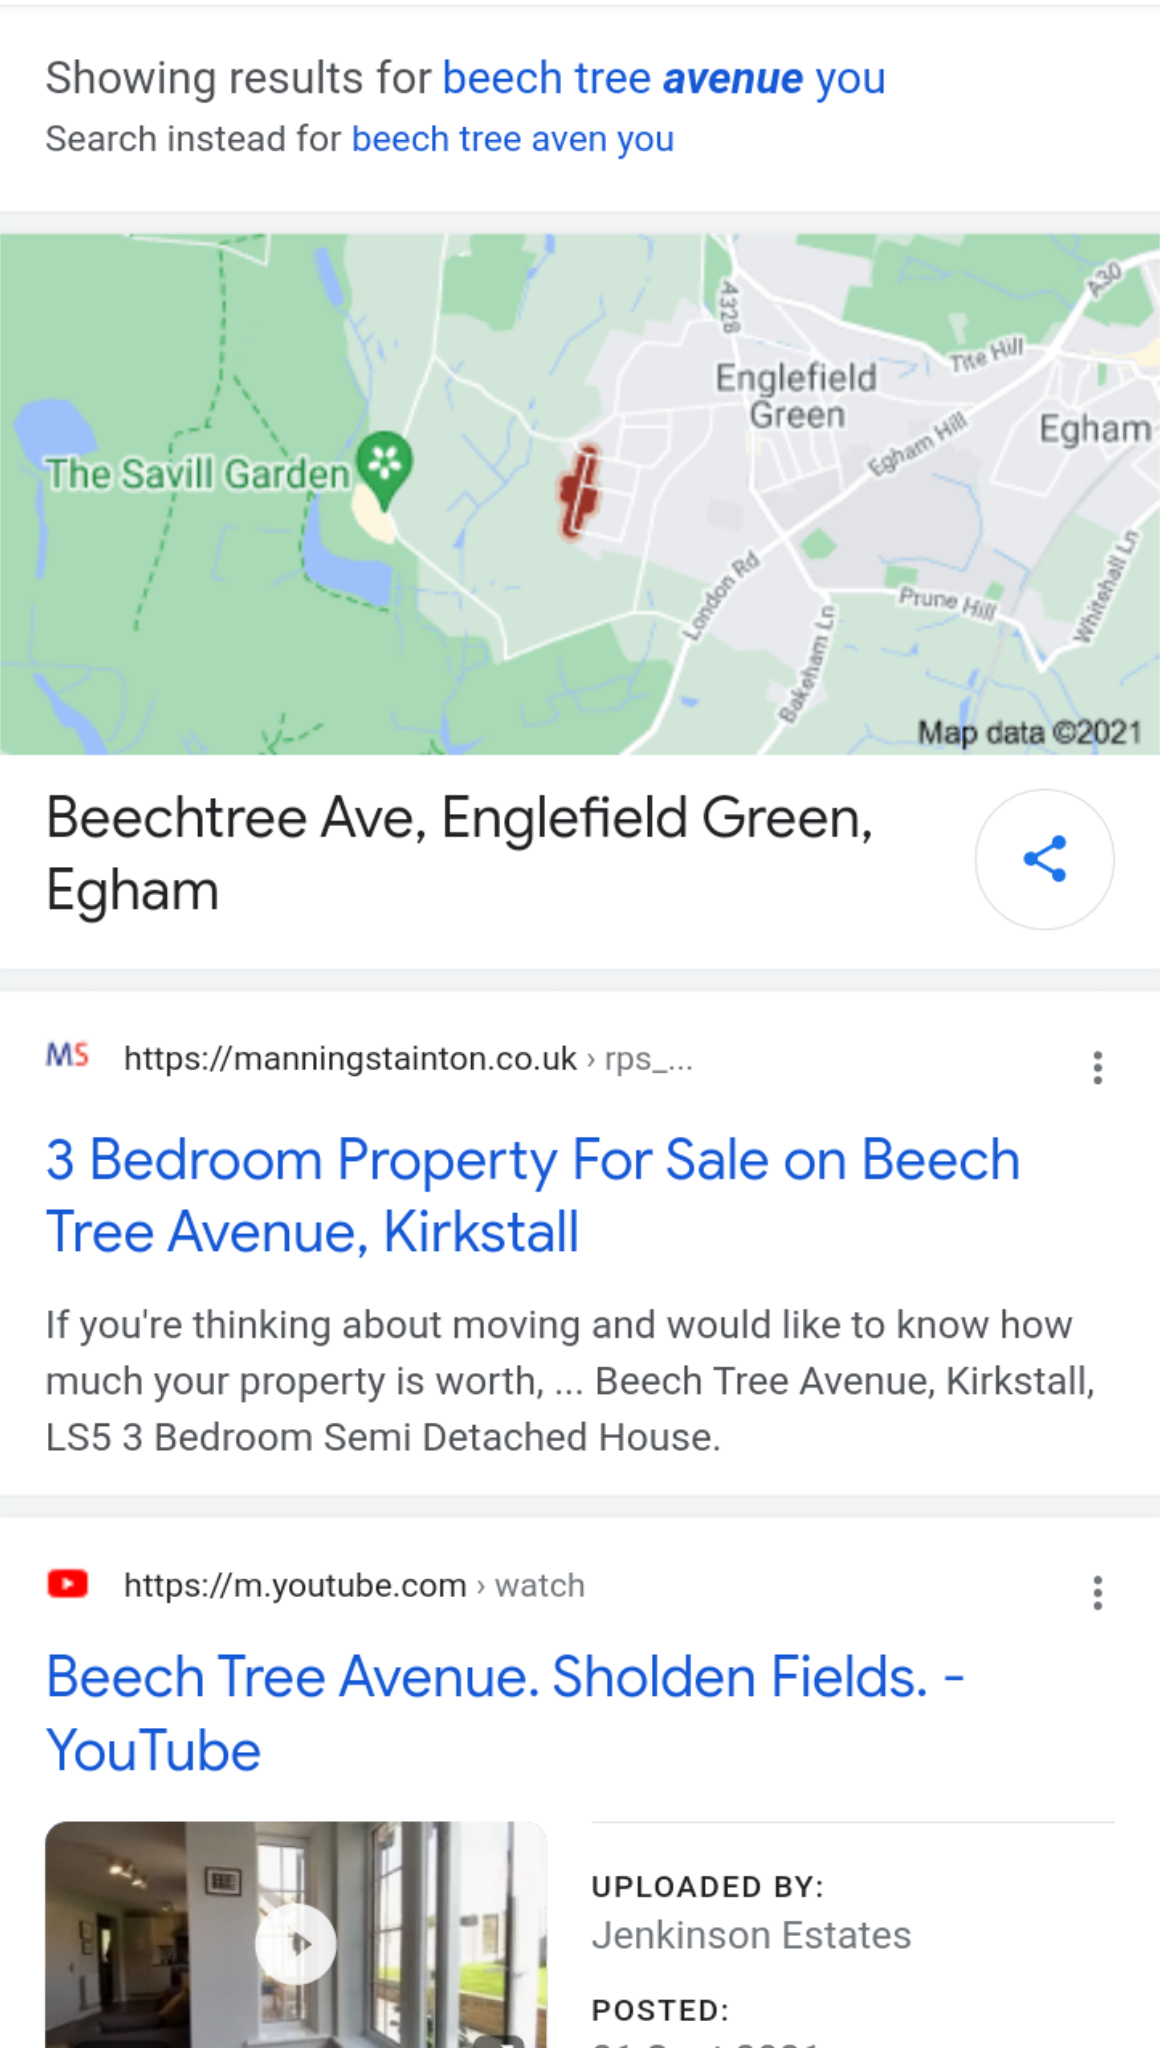 Showing results for beech tree avenue you
Search instead for beech tree aven you
A30
A328
Tite Hill
Englefield
Green
Egham
Egham Hill
The Savill Garden
London Rd
Whitehall Ln
Prune Hill
Bakeham Ln
Map data ©2021
Beechtree Ave, Englefield Green,
Egham
MS https://manningstainton.co.uk › rps_...
3 Bedroom Property For Sale on Beech
Tree Avenue, Kirkstall
If you're thinking about moving and would like to know how
much your property is worth, ... Beech Tree Avenue, Kirkstall,
LS5 3 Bedroom Semi Detached House.
https://m.youtube.com › watch
Beech Tree Avenue. Sholden Fields. -
YouTube
UPLOADED BY:
Jenkinson Estates
POSTED: